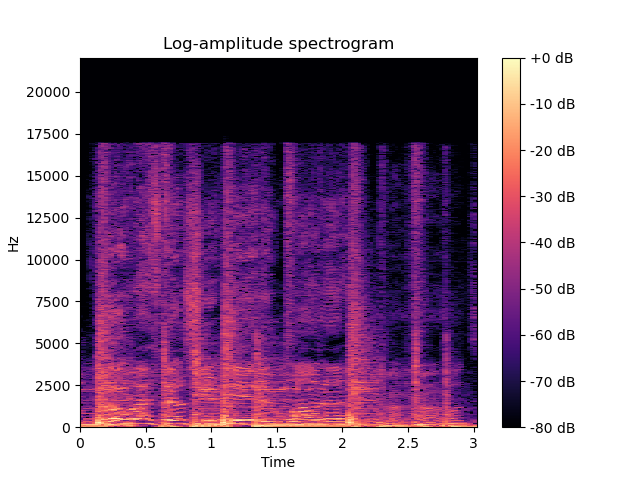 Log-amplitude spectrogram
Hz
20000
17500
15000
12500
10000
7500
5000
2500
0
0 0.5 1 1.5 2 2.5 3
Time
+0 dB
-10 dB
-20 dB
-30 dB
-40 dB
-50 dB
-60 dB
-70 dB
-80 dB